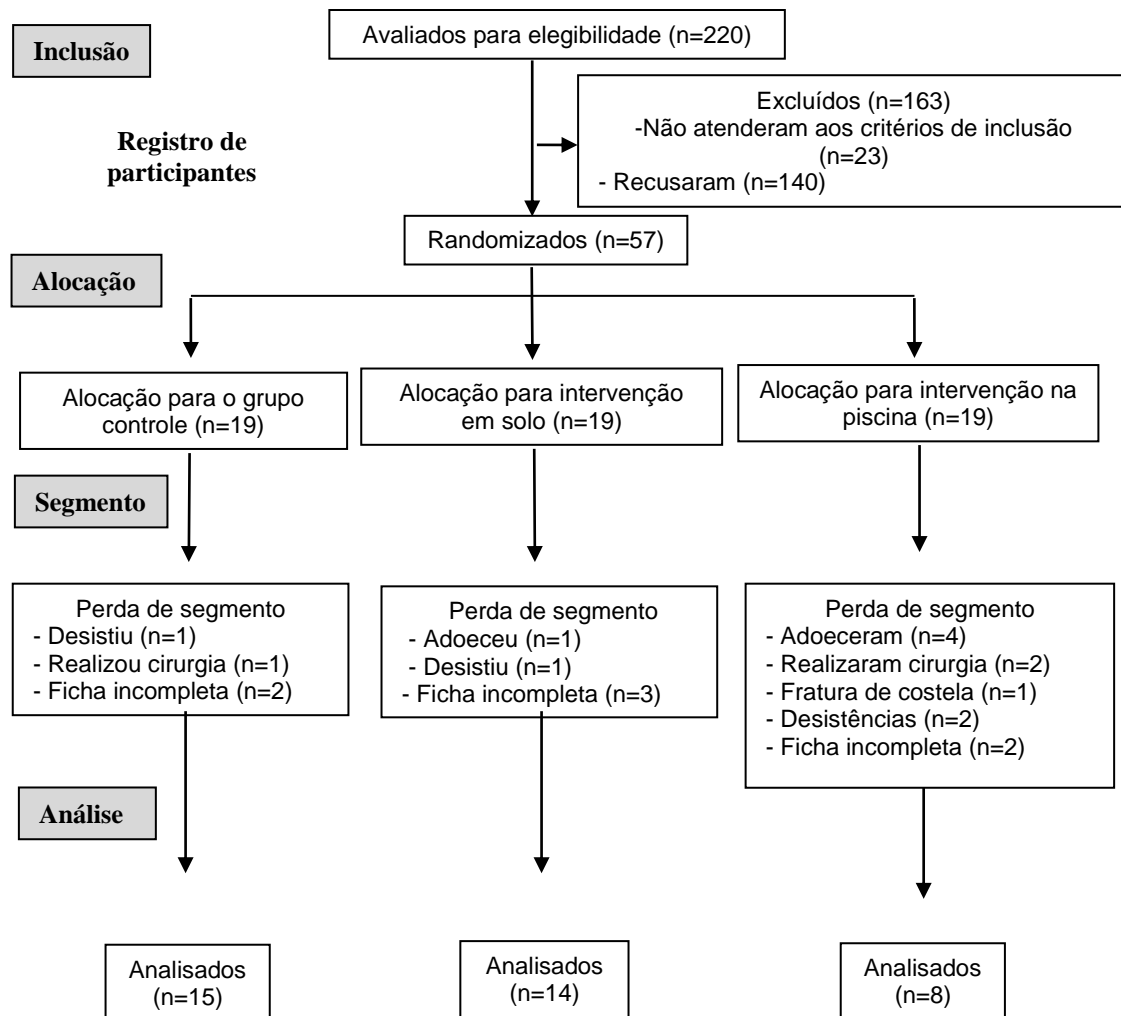 Avaliados para elegibilidade (n=220)
Inclusão
Excluídos (n=163)
-Não atenderam aos critérios de inclusão
(n=23)
- Recusaram (n=140)
Registro de
participantes
Randomizados (n=57)
Alocação
Alocação para o grupo
controle (n=19)
Alocação para intervenção
em solo (n=19)
Alocação para intervenção na
piscina (n=19)
Segmento
Perda de segmento
- Desistiu (n=1)
- Realizou cirurgia (n=1)
- Ficha incompleta (n=2)
Perda de segmento
- Adoeceu (n=1)
- Desistiu (n=1)
- Ficha incompleta (n=3)
Perda de segmento
- Adoeceram (n=4)
- Realizaram cirurgia (n=2)
- Fratura de costela (n=1)
- Desistências (n=2)
- Ficha incompleta (n=2)
Análise
Analisados
(n=15)
Analisados
(n=14)
Analisados
(n=8)